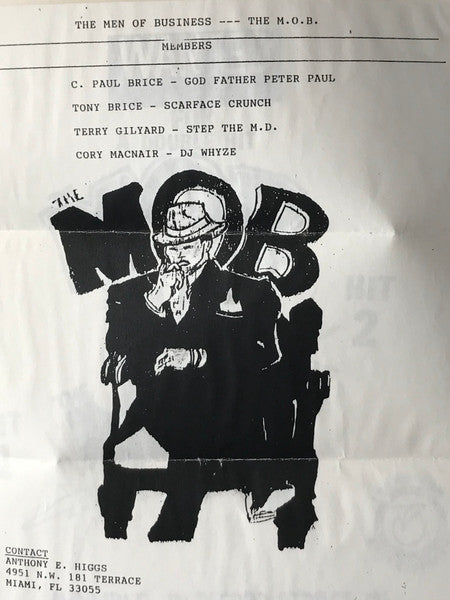 THE MEN OF BUSINESS --- THE M.O.B.
MEMBERS
C. PAUL BRICE - GOD FATHER PETER PAUL
TONY BRICE - SCARFACE CRUNCH
TERRY GILYARD - STEP THE M.D.
CORY MACNAIR - DJ WHYZE
THE
MOB
CONTACT
ANTHONY E. HIGGS
4951 N.W. 181 TERRACE
MIAMI, FL 33055